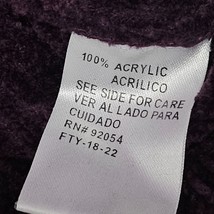 100% ACRYLIC
ACRILICO
SEE SIDE FOR CARE
VER AL LADO PARA
CUIDADO
RN# 92054
FTY-18-22